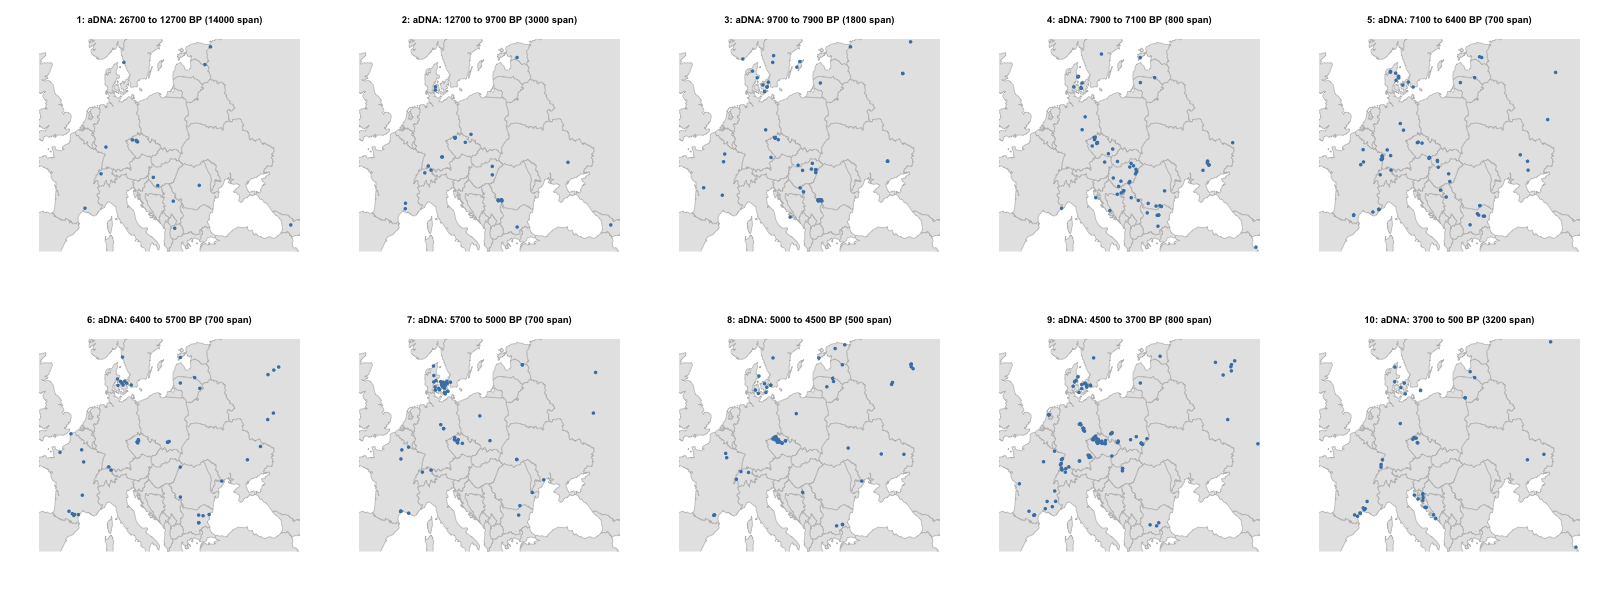 1: aDNA: 26700 to 12700 BP (14000 span)
2: aDNA: 12700 to 9700 BP (3000 span)
3: aDNA: 9700 to 7900 BP (1800 span)
4: aDNA: 7900 to 7100 BP (800 span)
5: aDNA: 7100 to 6400 BP (700 span)
6: aDNA: 6400 to 5700 BP (700 span)
7: aDNA: 5700 to 5000 BP (700 span)
8: aDNA: 5000 to 4500 BP (500 span)
9: aDNA: 4500 to 3700 BP (800 span)
10: aDNA: 3700 to 500 BP (3200 span)